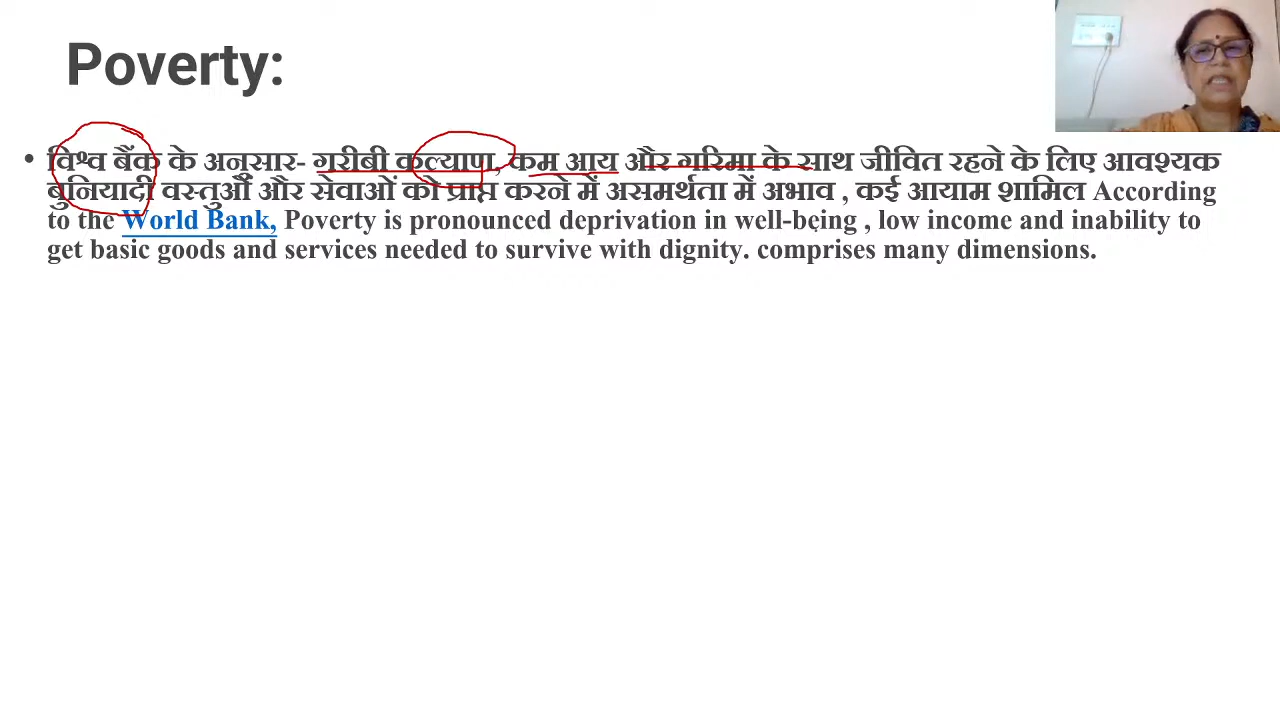 Poverty:
• विश्व बैंक के अनुसार- गरीबी कल्याण, कम आय और गरिमा के साथ जीवित रहने के लिए आवश्यक
बुनियादी वस्तुओं और सेवाओं को प्राप्त करने में असमर्थता में अभाव , कई आयाम शामिल According
to the World Bank, Poverty is pronounced deprivation in well-being , low income and inability to
get basic goods and services needed to survive with dignity. comprises many dimensions.